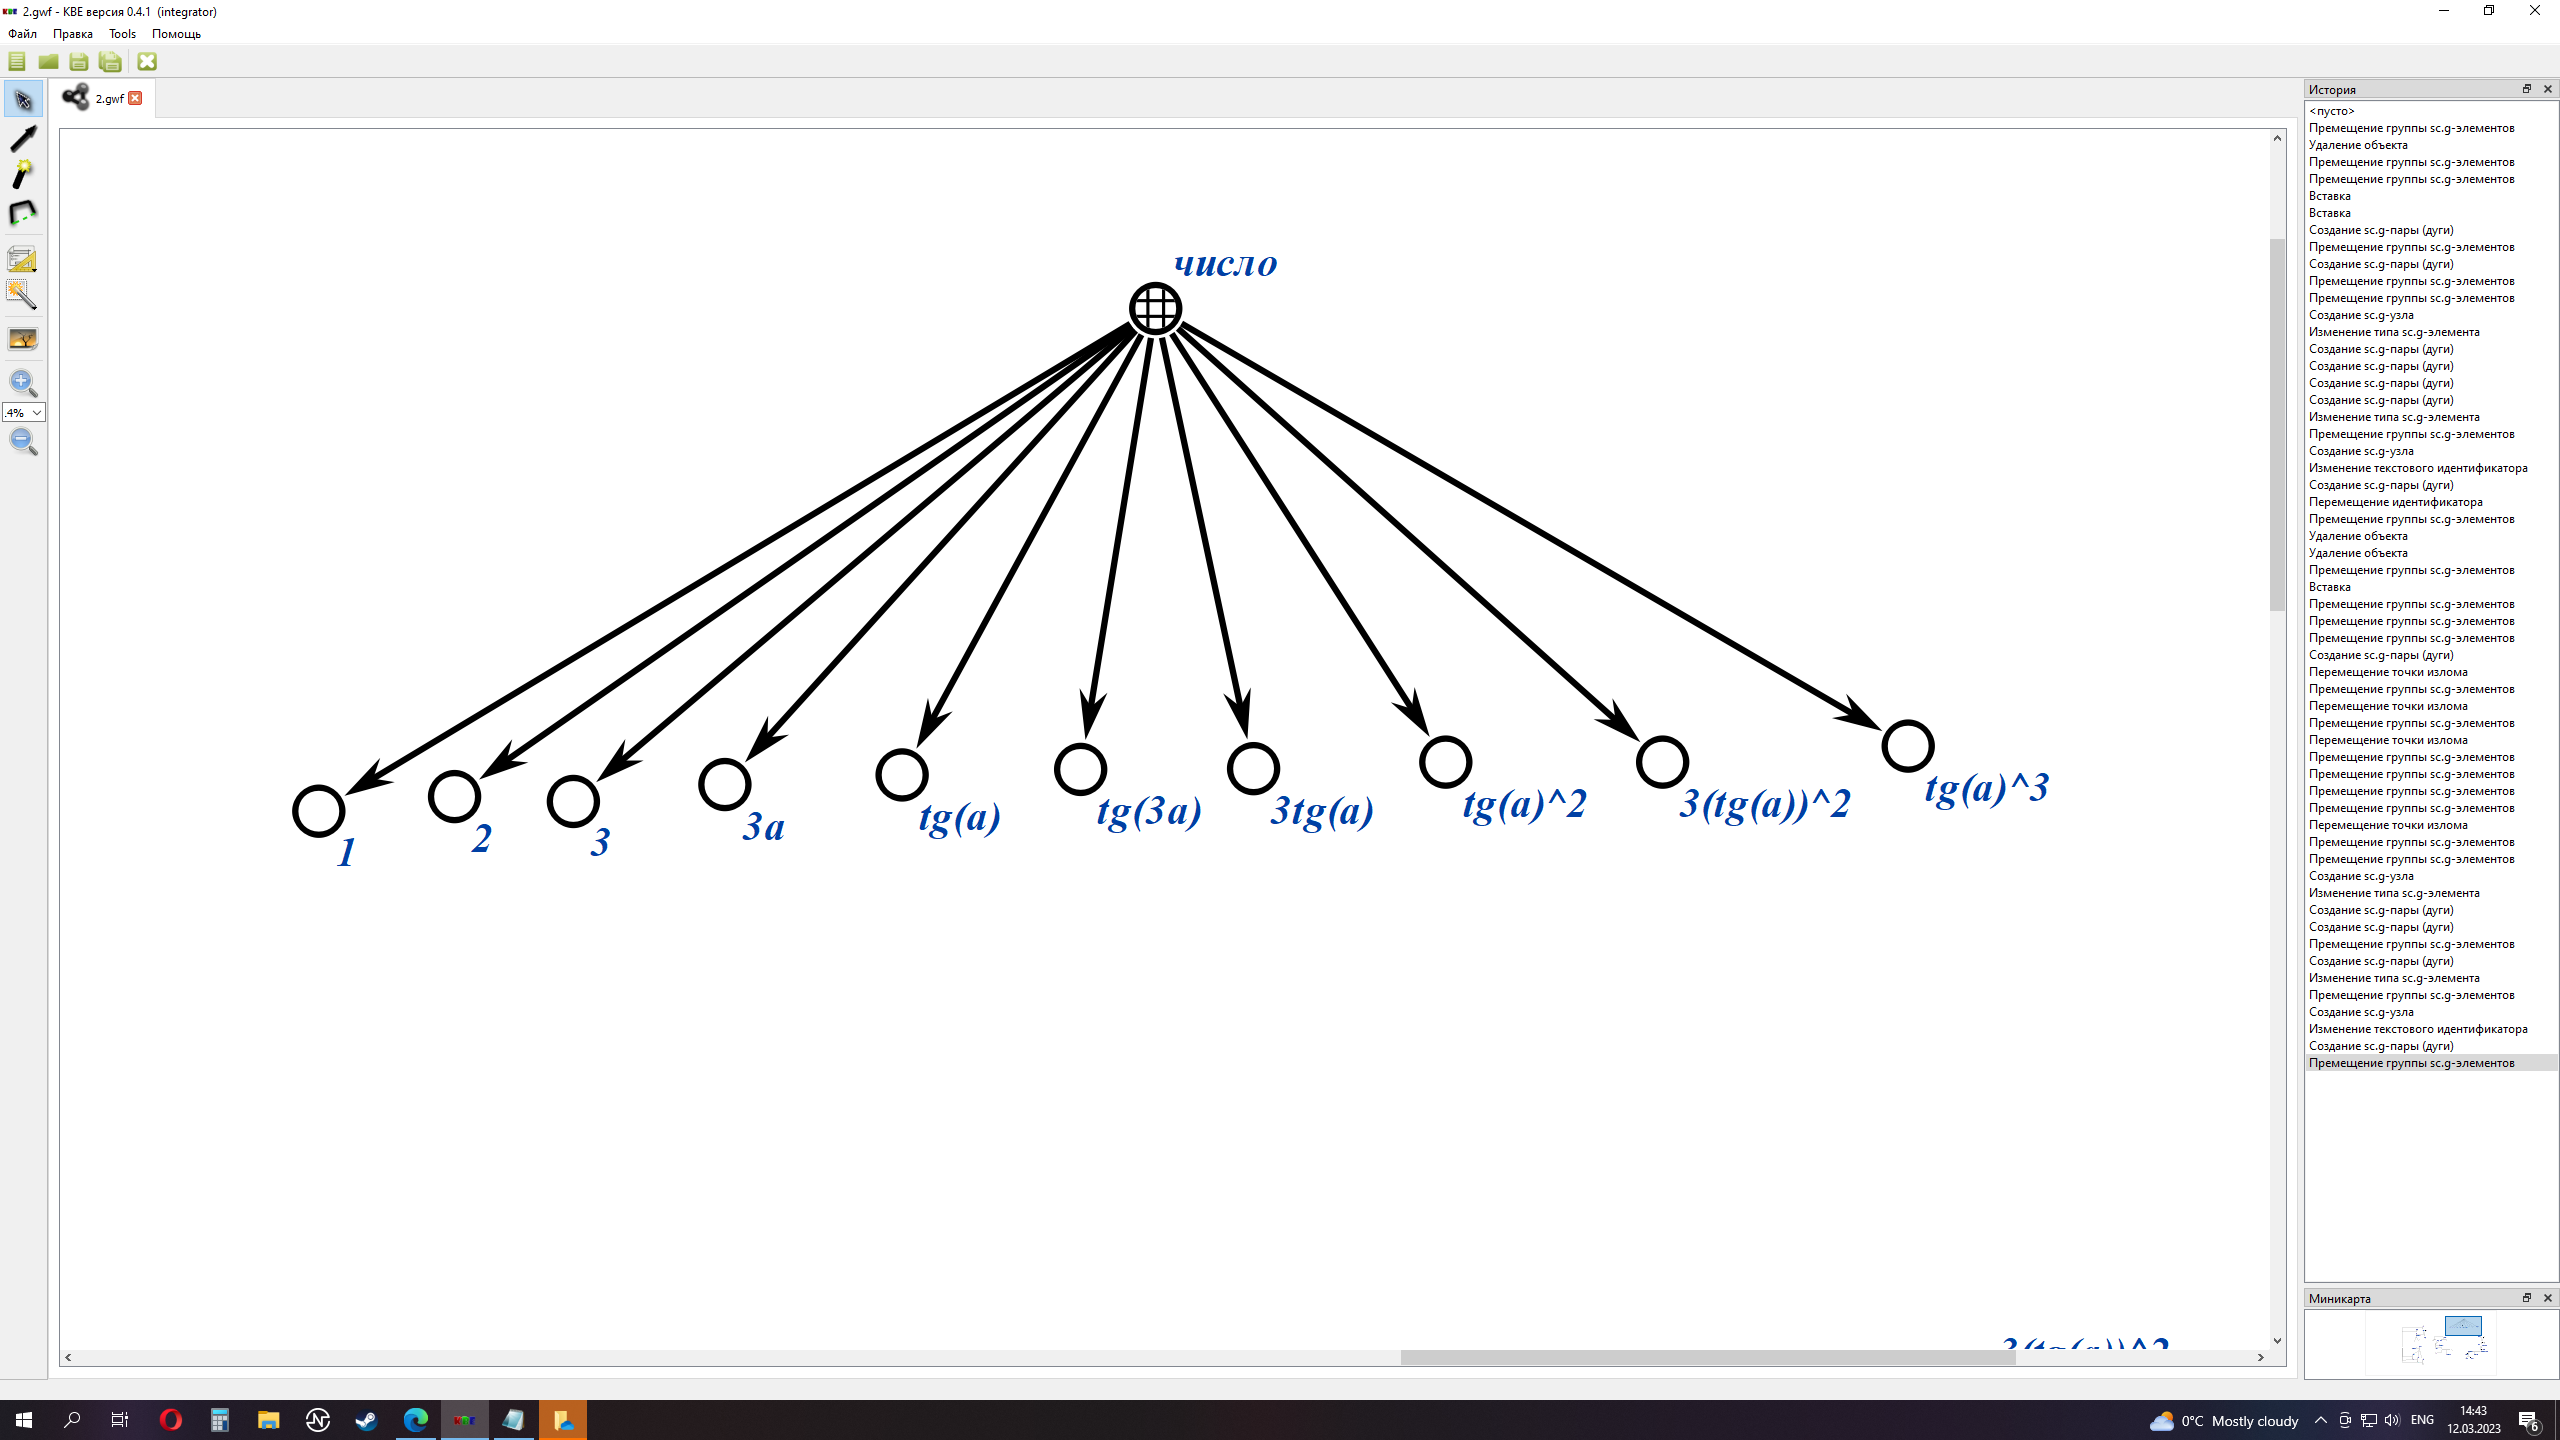 2.gwf - KBE версия 0.4.1 (integrator)
Файл Правка Tools Помощь
2.gwf
.4%
число
1
2
3
3a
tg(a)
tg(3a)
3tg(a)
tg(a)^2
3(tg(a))^2
tg(a)^3
История
<пусто>
Премещение группы sc.g-элементов
Удаление объекта
Премещение группы sc.g-элементов
Премещение группы sc.g-элементов
Вставка
Вставка
Создание sc.g-пары (дуги)
Премещение группы sc.g-элементов
Создание sc.g-пары (дуги)
Премещение группы sc.g-элементов
Премещение группы sc.g-элементов
Создание sc.g-узла
Изменение типа sc.g-элемента
Создание sc.g-пары (дуги)
Создание sc.g-пары (дуги)
Создание sc.g-пары (дуги)
Создание sc.g-пары (дуги)
Изменение типа sc.g-элемента
Премещение группы sc.g-элементов
Создание sc.g-узла
Изменение текстового идентификатора
Создание sc.g-пары (дуги)
Перемещение идентификатора
Премещение группы sc.g-элементов
Удаление объекта
Удаление объекта
Премещение группы sc.g-элементов
Вставка
Премещение группы sc.g-элементов
Премещение группы sc.g-элементов
Премещение группы sc.g-элементов
Создание sc.g-пары (дуги)
Перемещение точки излома
Премещение группы sc.g-элементов
Перемещение точки излома
Премещение группы sc.g-элементов
Перемещение точки излома
Премещение группы sc.g-элементов
Премещение группы sc.g-элементов
Премещение группы sc.g-элементов
Премещение группы sc.g-элементов
Перемещение точки излома
Премещение группы sc.g-элементов
Премещение группы sc.g-элементов
Создание sc.g-узла
Изменение типа sc.g-элемента
Создание sc.g-пары (дуги)
Создание sc.g-пары (дуги)
Премещение группы sc.g-элементов
Создание sc.g-пары (дуги)
Изменение типа sc.g-элемента
Премещение группы sc.g-элементов
Создание sc.g-узла
Изменение текстового идентификатора
Создание sc.g-пары (дуги)
Премещение группы sc.g-элементов
Миникарта
3(tg(a))^2
KBE
0°C Mostly cloudy
ENG
14:43
12.03.2023
6